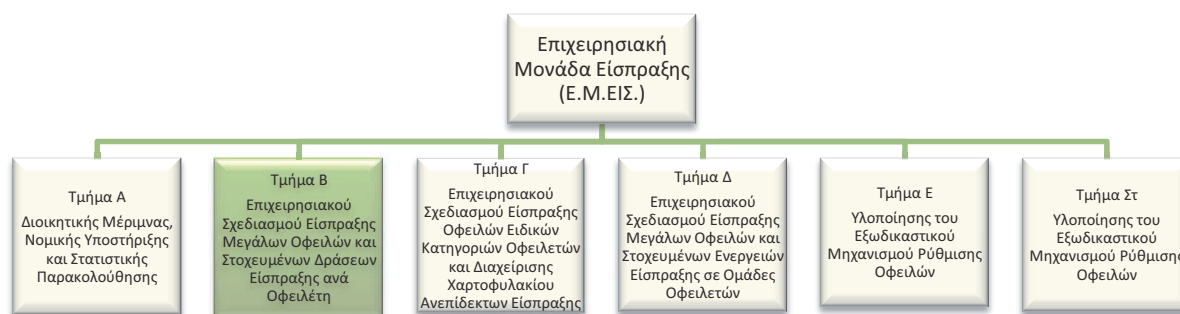 Επιχειρησιακή
Μονάδα Είσπραξης
(Ε.Μ.ΕΙΣ.)
Τμήμα Α
Διοικητικής Μέριμνας,
Νομικής Υποστήριξης
και Στατιστικής
Παρακολούθησης
Τμήμα Β
Επιχειρησιακού
Σχεδιασμού Είσπραξης
Μεγάλων Οφειλών και
Στοχευμένων Δράσεων
Είσπραξης ανά
Οφειλέτη
Τμήμα Γ
Επιχειρησιακού
Σχεδιασμού Είσπραξης
Οφειλών Ειδικών
Κατηγοριών Οφειλετών
και Διαχείρισης
Χαρτοφυλακίου
Ανεπίδεκτων Είσπραξης
Τμήμα Δ
Επιχειρησιακού
Σχεδιασμού Είσπραξης
Μεγάλων Οφειλών και
Στοχευμένων Ενεργειών
Είσπραξης σε Ομάδες
Οφειλετών
Τμήμα Ε
Υλοποίησης του
Εξωδικαστικού
Μηχανισμού Ρύθμισης
Οφειλών
Τμήμα Στ
Υλοποίησης του
Εξωδικαστικού
Μηχανισμού Ρύθμισης
Οφειλών